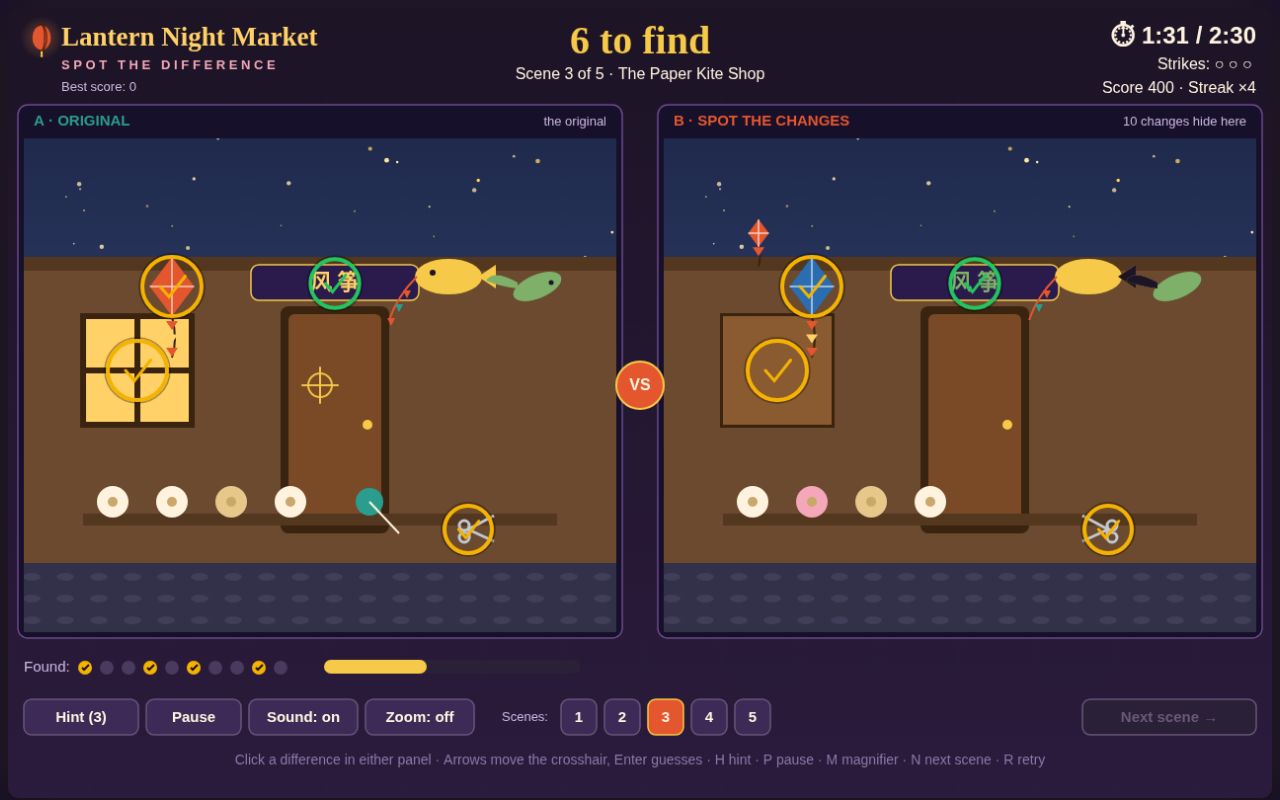 Lantern Night Market
SPOT THE DIFFERENCE
Best score: 0
6 to find
Scene 3 of 5 · The Paper Kite Shop
1:31 / 2:30
Strikes: ○ ○ ○
Score 400 · Streak ×4
A · ORIGINAL
the original
B · SPOT THE CHANGES
10 changes hide here
风筝
风筝
VS
Found:
Hint (3)
Pause
Sound: on
Zoom: off
Scenes:
1
2
3
4
5
Next scene →
Click a difference in either panel · Arrows move the crosshair, Enter guesses · H hint · P pause · M magnifier · N next scene · R retry